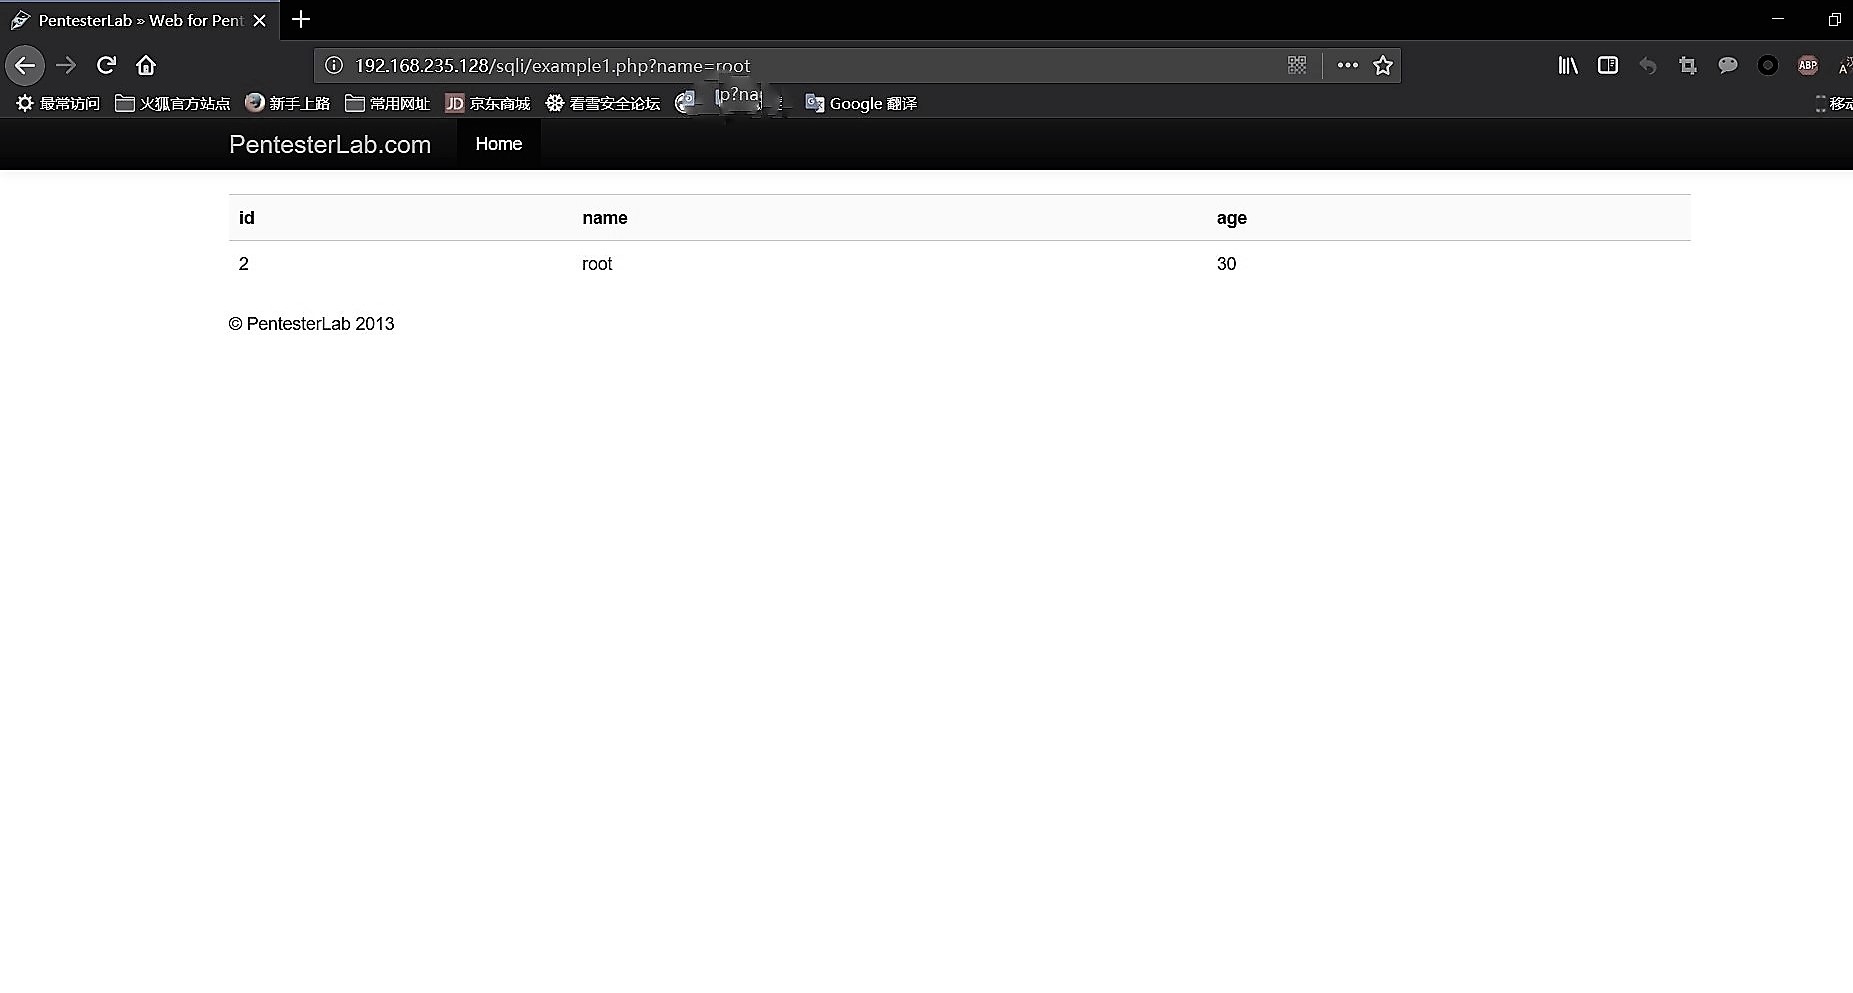 PentesterLab » Web for Pent
192.168.235.128/sqli/example1.php?name=root
ABP
最常访问 火狐官方站点 新手上路 常用网址 JD 京东商城 看雪安全论坛 p?na Google 翻译 移动
PentesterLab.com Home
id name age
2 root 30
© PentesterLab 2013